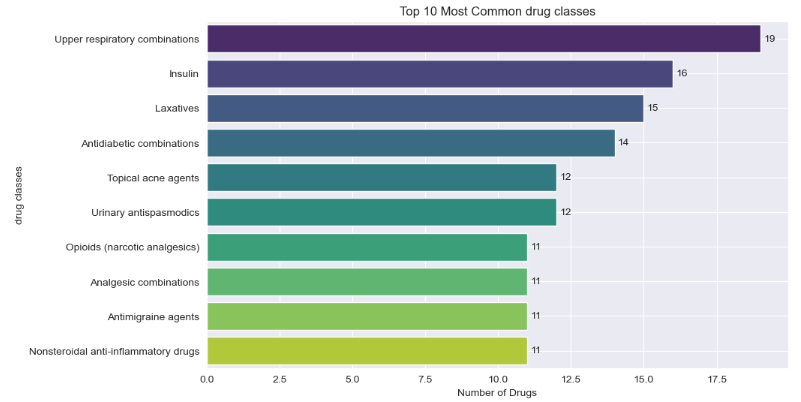 Top 10 Most Common drug classes
Upper respiratory combinations 19
Insulin 16
Laxatives 15
Antidiabetic combinations 14
Topical acne agents 12
Urinary antispasmodics 12
Opioids (narcotic analgesics) 11
Analgesic combinations 11
Antimigraine agents 11
Nonsteroidal anti-inflammatory drugs 11
drug classes
0.0 2.5 5.0 7.5 10.0 12.5 15.0 17.5
Number of Drugs